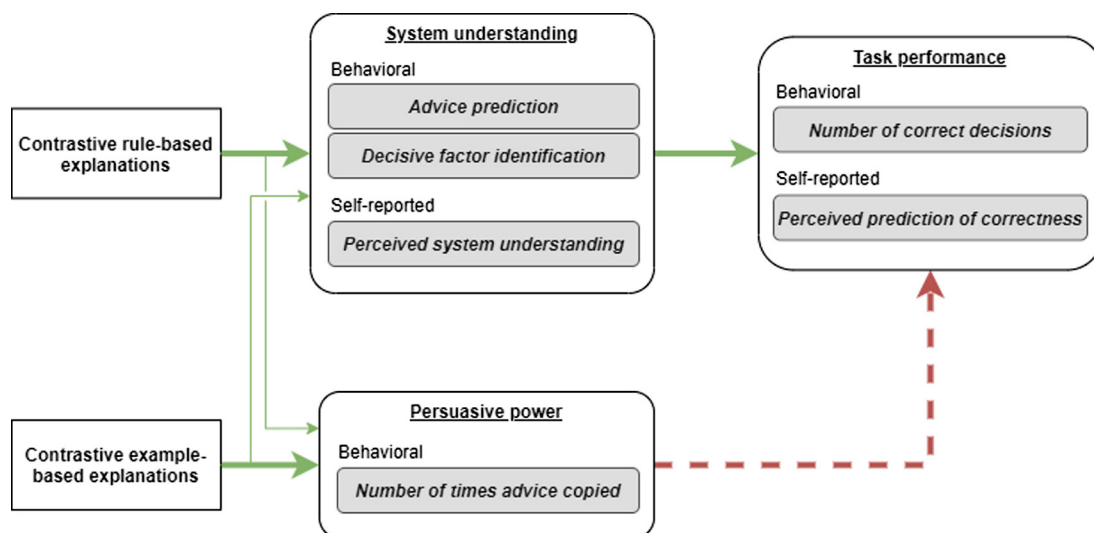 Contrastive rule-based
explanations
System understanding
Behavioral
Advice prediction
Decisive factor identification
Self-reported
Perceived system understanding
Task performance
Behavioral
Number of correct decisions
Self-reported
Perceived prediction of correctness
Contrastive example-
based explanations
Persuasive power
Behavioral
Number of times advice copied